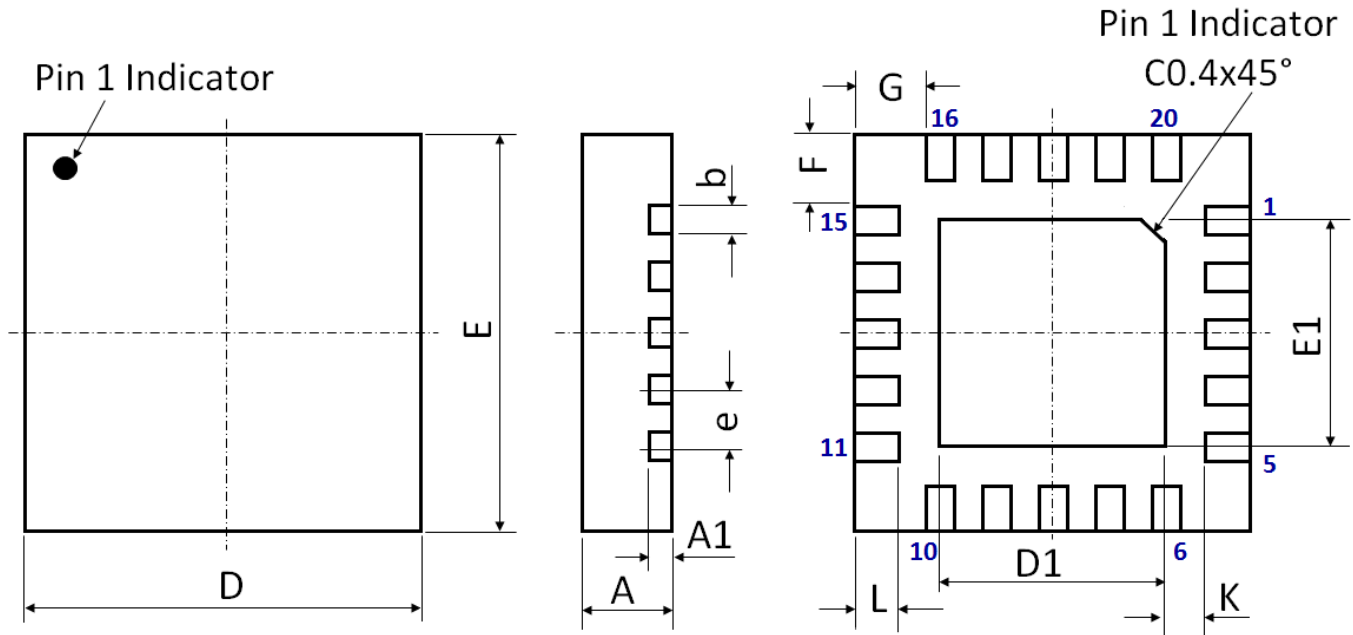 Pin 1 Indicator
Pin 1 Indicator
C0.4x45°
G
16
20
F
b
15
1
E
E1
e
11
5
A1
10
6
D
A
D1
L
K